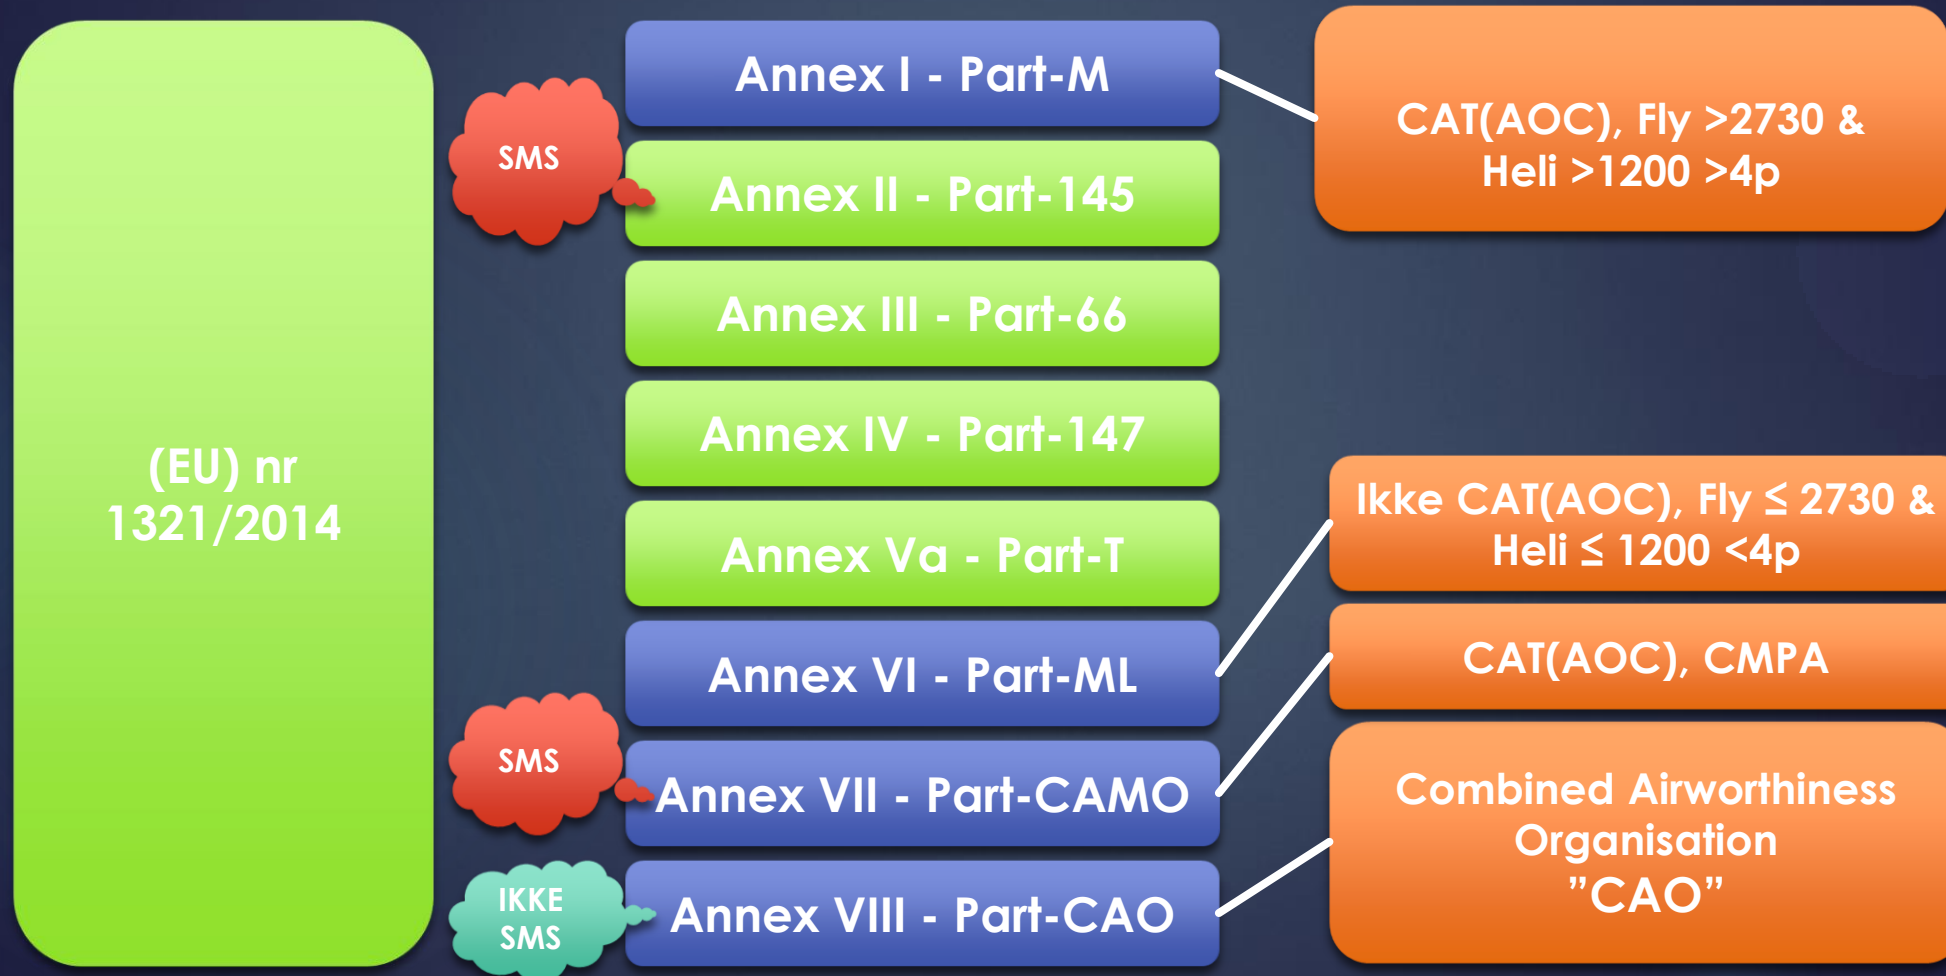 (EU) nr
1321/2014
SMS
SMS
IKKE
SMS
Annex I - Part-M
Annex II - Part-145
Annex III - Part-66
Annex IV - Part-147
Annex Va - Part-T
Annex VI - Part-ML
Annex VII - Part-CAMO
Annex VIII - Part-CAO
CAT(AOC), Fly >2730 &
Heli >1200 >4p
Ikke CAT(AOC), Fly ≤ 2730 &
Heli ≤ 1200 <4p
CAT(AOC), CMPA
Combined Airworthiness
Organisation
”CAO”